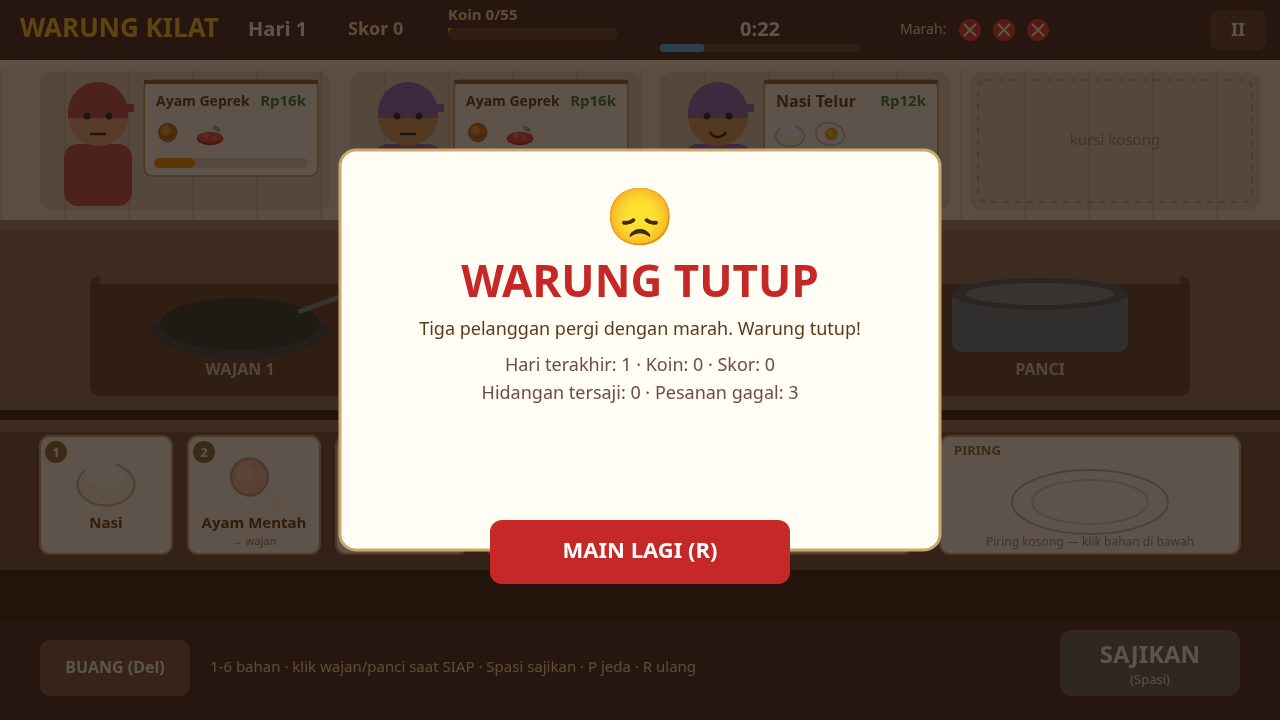 WARUNG KILAT
Hari 1
Skor 0
Koin 0/55
0:22
Marah:
II
Ayam Geprek Rp16k
Ayam Geprek Rp16k
Nasi Telur Rp12k
kursi kosong
😞
WARUNG TUTUP
Tiga pelanggan pergi dengan marah. Warung tutup!
Hari terakhir: 1 · Koin: 0 · Skor: 0
Hidangan tersaji: 0 · Pesanan gagal: 3
WAJAN 1
PANCI
1
Nasi
2
Ayam Mentah
→ wajan
PIRING
Piring kosong — klik bahan di bawah
MAIN LAGI (R)
BUANG (Del)
1-6 bahan · klik wajan/panci saat SIAP · Spasi sajikan · P jeda · R ulang
SAJIKAN
(Spasi)